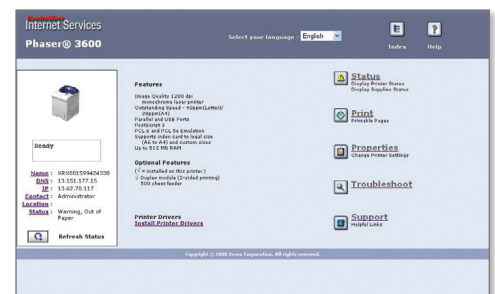 CentreWare
Internet Services
Phaser® 3600
Select your language : English
Index
Help
Ready
Name : XRX001599424330
DNS : 13.151.177.15
IP : 13.62.70.117
Contact : Administrator
Location :
Status : Warning, Out of
Paper
Refresh Status
Features
Image Quality 1200 dpi
monochrome laser printer
Outstanding Speed - 40ppm(Letter)/
38ppm(A4)
Parallel and USB Ports
PostScript 3
PCL 6 and PCL 5e Emulation
Supports index card to legal size
(A6 to A4) and custom sizes
Up to 512 MB RAM
Optional Features
(√ = installed on this printer )
√ Duplex module (2-sided printing)
500 sheet feeder
Printer Drivers
Install Printer Drivers
Status
Display Printer Status
Display Supplies Status
Print
Printable Pages
Properties
Change Printer Settings
Troubleshoot
Support
Helpful Links
Copyright © 2008 Xerox Corporation. All rights reserved.